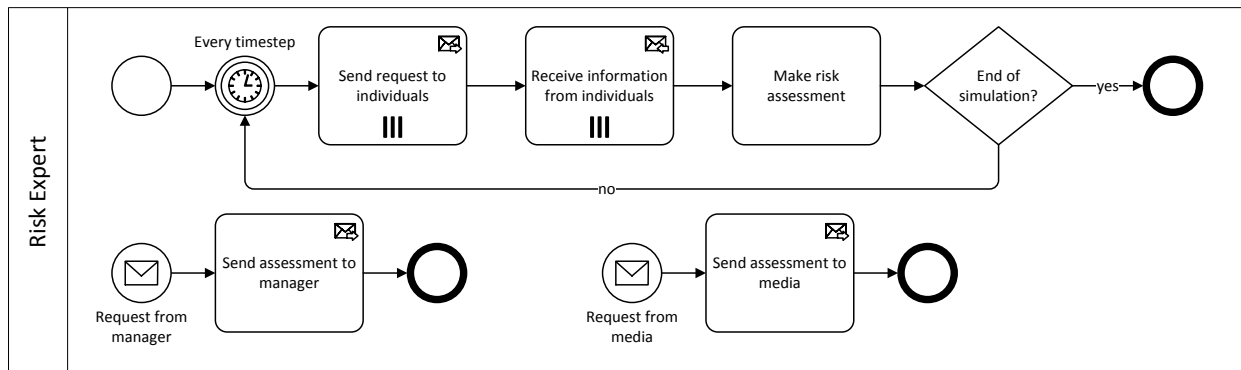 Risk Expert
Every timestep
Send request to
individuals
Receive information
from individuals
Make risk
assessment
End of
simulation?
yes
no
Send assessment to
manager
Request from
manager
Send assessment to
media
Request from
media